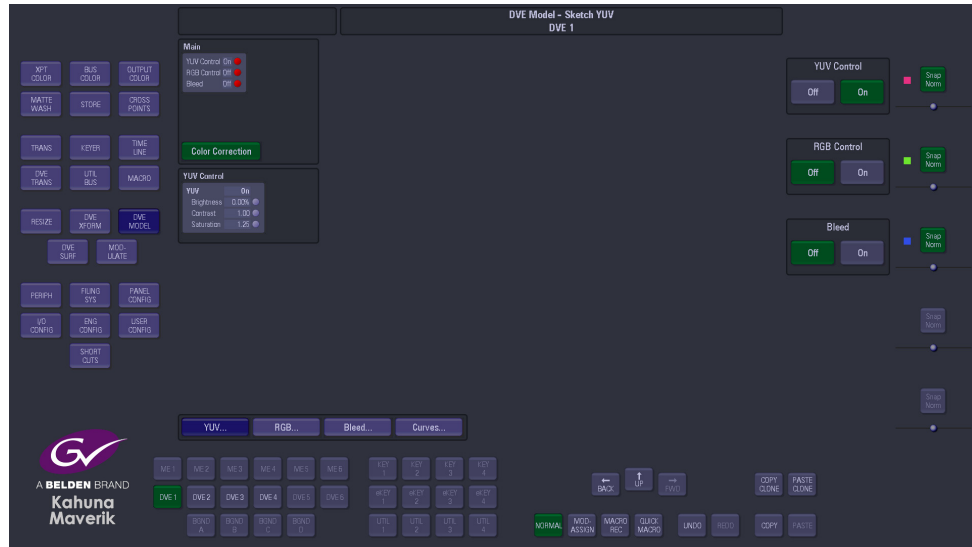 DVE Model - Sketch YUV
DVE 1
Main
YUV Control On
RGB Control Off
Bleed Off
Color Correction
YUV Control
YUV On
Brightness 0.00%
Contrast 1.00
Saturation 1.25
XPT COLOR
BUS COLOR
OUTPUT COLOR
MATTE WASH
STORE
CROSS POINTS
TRANS
KEYER
TIME LINE
DVE TRANS
UTIL BUS
MACRO
RESIZE
DVE XFORM
DVE MODEL
DVE SURF
MOD-ULATE
PERIPH
FILING SYS
PANEL CONFIG
I/O CONFIG
ENG CONFIG
USER CONFIG
SHORT CUTS
YUV Control
Off On
Snap Norm
RGB Control
Off On
Snap Norm
Bleed
Off On
Snap Norm
Snap Norm
Snap Norm
YUV... RGB... Bleed... Curves...
GV
A BELDEN BRAND
Kahuna
Maverik
ME 1 ME 2 ME 3 ME 4 ME 5 ME 6
KEY 1 KEY 2 KEY 3 KEY 4
DVE 1 DVE 2 DVE 3 DVE 4 DVE 5 DVE 6
eKEY 1 eKEY 2 eKEY 3 eKEY 4
BGND A BGND B BGND C BGND D
UTIL 1 UTIL 2 UTIL 3 UTIL 4
← BACK
↑ UP
→ FWD
COPY CLONE
PASTE CLONE
NORMAL
MOD-ASSIGN
MACRO REC
QUICK MACRO
UNDO
REDO
COPY
PASTE